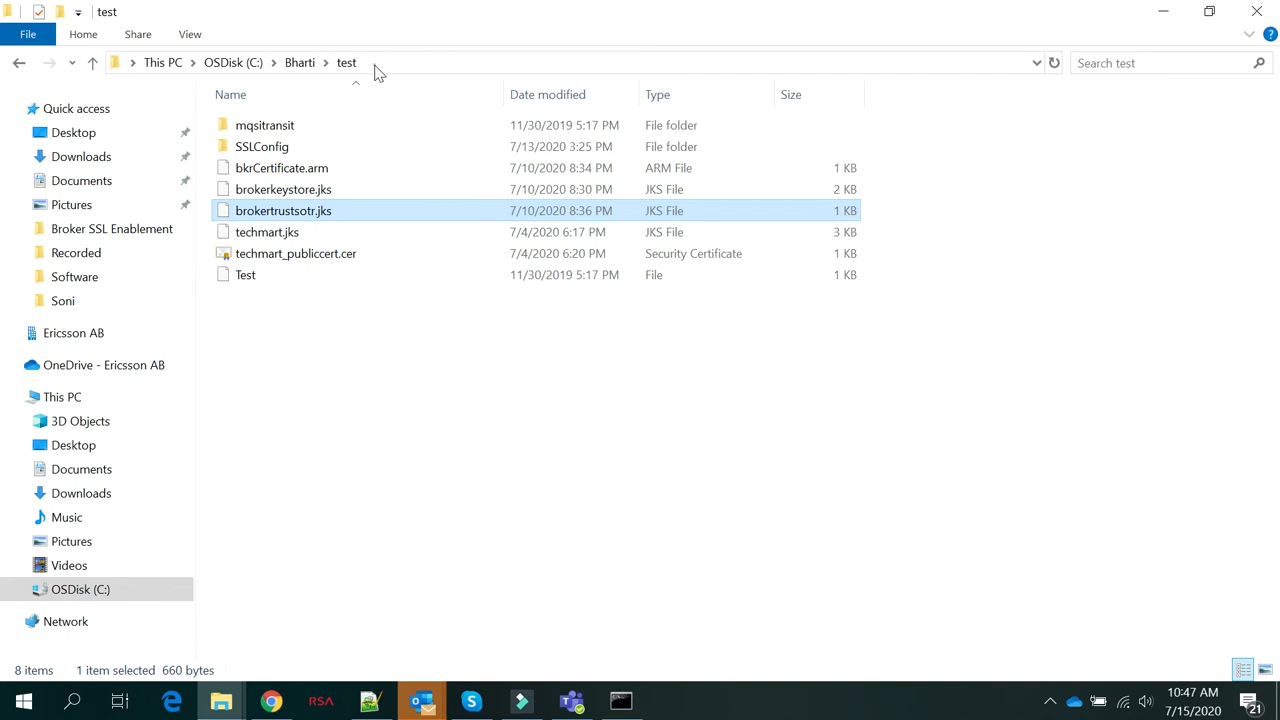 test
File Home Share View
This PC OSDisk (C:) Bharti test
Search test
Name Date modified Type Size
Quick access
Desktop
Downloads
Documents
Pictures
Broker SSL Enablement
Recorded
Software
Soni
Ericsson AB
OneDrive - Ericsson AB
This PC
3D Objects
Desktop
Documents
Downloads
Music
Pictures
Videos
OSDisk (C:)
Network
mqsitransit 11/30/2019 5:17 PM File folder
SSLConfig 7/13/2020 3:25 PM File folder
bkrCertificate.arm 7/10/2020 8:34 PM ARM File 1 KB
brokerkeystore.jks 7/10/2020 8:30 PM JKS File 2 KB
brokertrustsotr.jks 7/10/2020 8:36 PM JKS File 1 KB
techmart.jks 7/4/2020 6:17 PM JKS File 3 KB
techmart_publiccert.cer 7/4/2020 6:20 PM Security Certificate 1 KB
Test 11/30/2019 5:17 PM File 1 KB
8 items 1 item selected 660 bytes
RSA
10:47 AM
7/15/2020
21